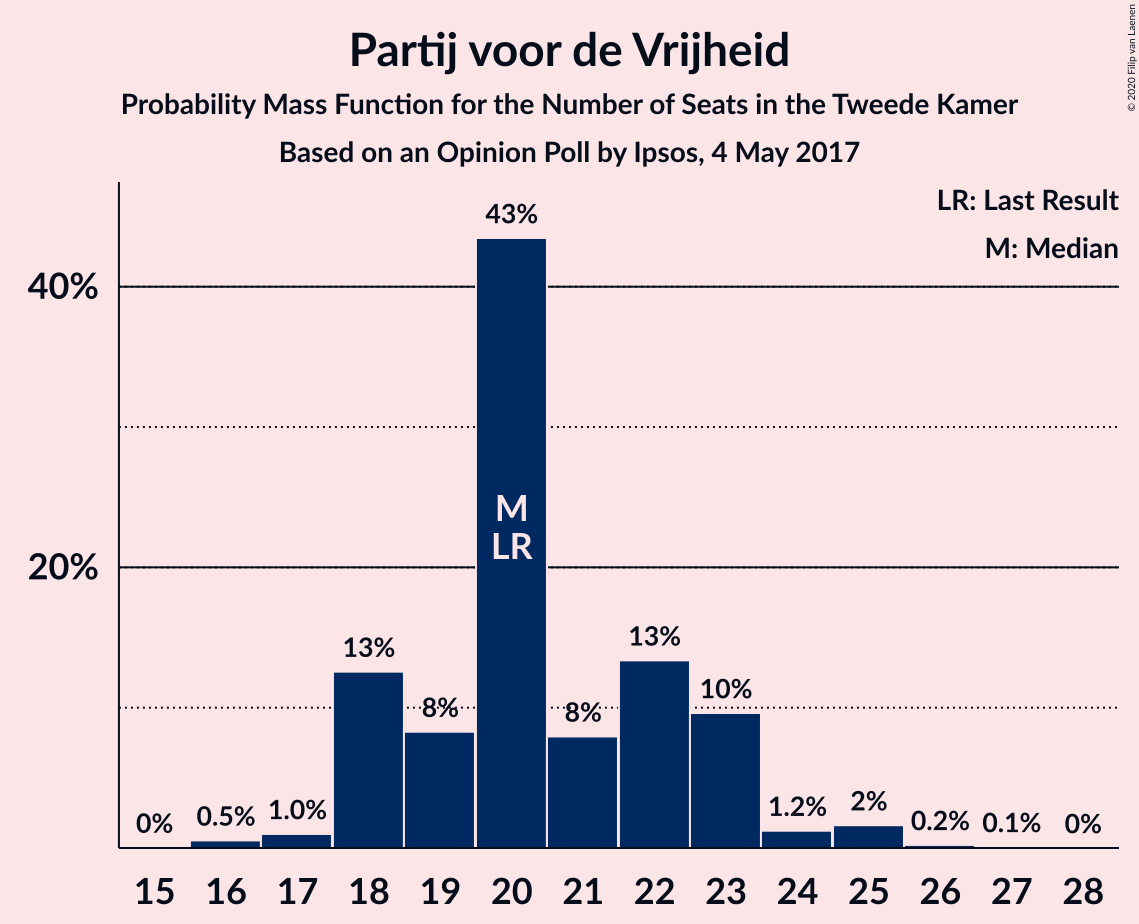 Partij voor de Vrijheid
Probability Mass Function for the Number of Seats in the Tweede Kamer
Based on an Opinion Poll by Ipsos, 4 May 2017
© 2020 Filip van Laenen
LR: Last Result
M: Median
40%
20%
0%
0.5%
1.0%
13%
8%
43%
M
LR
8%
13%
10%
1.2%
2%
0.2%
0.1%
0%
15 16 17 18 19 20 21 22 23 24 25 26 27 28